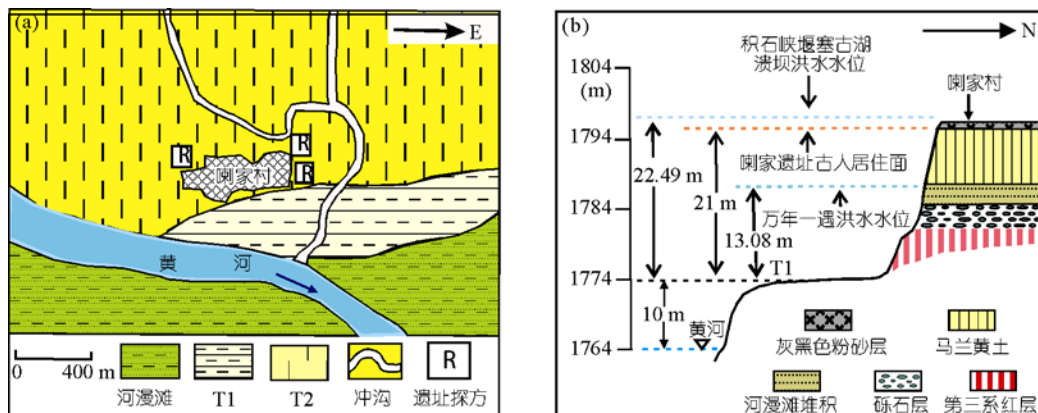 (a)
E
R
R
喇家村
R
黄 河
0 400 m
河漫滩
T1
T2
冲沟
R
遗址探方
(b)
N
积石峡堰塞古湖
溃坝洪水水位
1804
(m)
喇家村
1794
喇家遗址古人居住面
22.49 m
21 m
1784
万年一遇洪水水位
13.08 m
T1
1774
10 m
黄河
1764
灰黑色粉砂层
马兰黄土
河漫滩堆积
砾石层
第三系红层